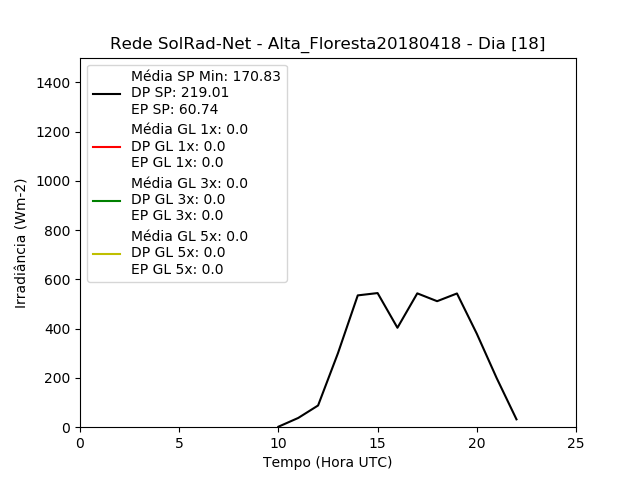 Rede SolRad-Net - Alta_Floresta20180418 - Dia [18]
Média SP Min: 170.83
DP SP: 219.01
EP SP: 60.74
Média GL 1x: 0.0
DP GL 1x: 0.0
EP GL 1x: 0.0
Média GL 3x: 0.0
DP GL 3x: 0.0
EP GL 3x: 0.0
Média GL 5x: 0.0
DP GL 5x: 0.0
EP GL 5x: 0.0
Irradiância (Wm-2)
1400
1200
1000
800
600
400
200
0
0 5 10 15 20 25
Tempo (Hora UTC)